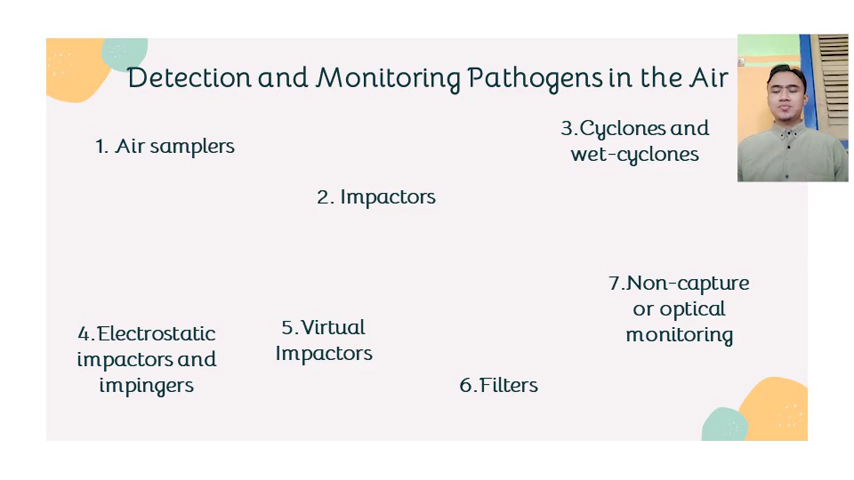 Detection and Monitoring Pathogens in the Air
1. Air samplers
2. Impactors
3.Cyclones and
wet-cyclones
4.Electrostatic
impactors and
impingers
5.Virtual
Impactors
6.Filters
7.Non-capture
or optical
monitoring